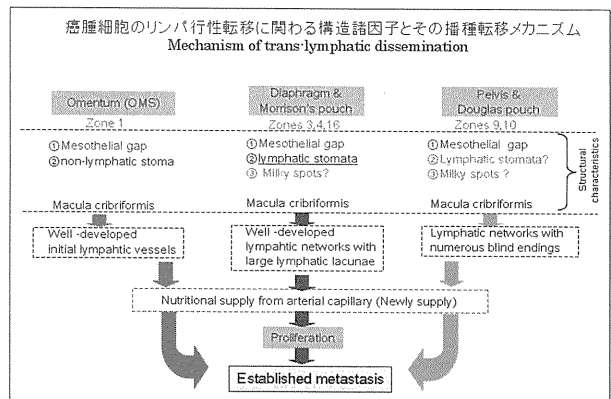 癌腫細胞のリンパ行性転移に関わる構造諸因子とその播種転移メカニズム
Mechanism of trans-lymphatic dissemination
Omentum (OMS)
Zone 1
①Mesothelial gap
②non-lymphatic stoma
Macula cribriformis
Well -developed
initial lympahtic vessels
Diaphragm &
Morrison's pouch
Zones 3,4,16
①Mesothelial gap
②lymphatic stomata
③ Milky spots?
Macula cribriformis
Well -developed
lympahtic networks with
large lymphatic lacunae
Pelvis &
Douglas pouch
Zones 9,10
①Mesothelial gap
②Lymphatic stomata?
③Milky spots ?
Macula cribriformis
Lymphatic networks with
numerous blind endings
Structural
characteristics
Nutritional supply from arterial capillary (Newly supply)
Proliferation
Established metastasis